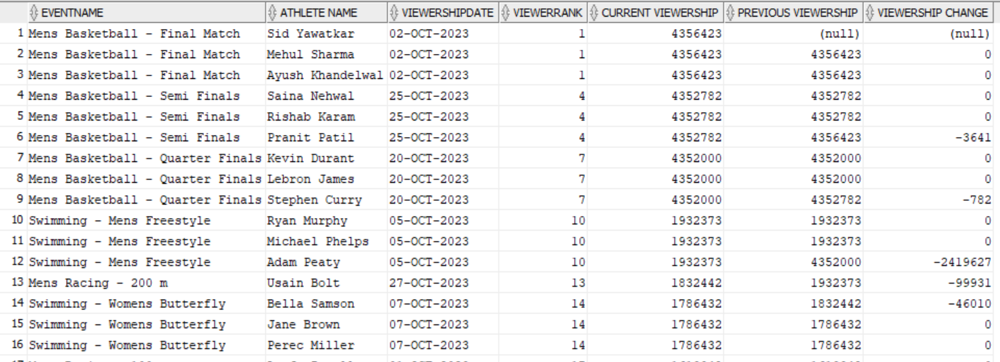 EVENTNAME ATHLETE NAME VIEWERSHIPDATE VIEWERRANK CURRENT VIEWERSHIP PREVIOUS VIEWERSHIP VIEWERSHIP CHANGE
1 Mens Basketball - Final Match Sid Yawatkar 02-OCT-2023 1 4356423 (null) (null)
2 Mens Basketball - Final Match Mehul Sharma 02-OCT-2023 1 4356423 4356423 0
3 Mens Basketball - Final Match Ayush Khandelwal 02-OCT-2023 1 4356423 4356423 0
4 Mens Basketball - Semi Finals Saina Nehwal 25-OCT-2023 4 4352782 4352782 0
5 Mens Basketball - Semi Finals Rishab Karam 25-OCT-2023 4 4352782 4352782 0
6 Mens Basketball - Semi Finals Pranit Patil 25-OCT-2023 4 4352782 4356423 -3641
7 Mens Basketball - Quarter Finals Kevin Durant 20-OCT-2023 7 4352000 4352000 0
8 Mens Basketball - Quarter Finals Lebron James 20-OCT-2023 7 4352000 4352000 0
9 Mens Basketball - Quarter Finals Stephen Curry 20-OCT-2023 7 4352000 4352782 -782
10 Swimming - Mens Freestyle Ryan Murphy 05-OCT-2023 10 1932373 1932373 0
11 Swimming - Mens Freestyle Michael Phelps 05-OCT-2023 10 1932373 1932373 0
12 Swimming - Mens Freestyle Adam Peaty 05-OCT-2023 10 1932373 4352000 -2419627
13 Mens Racing - 200 m Usain Bolt 27-OCT-2023 13 1832442 1932373 -99931
14 Swimming - Womens Butterfly Bella Samson 07-OCT-2023 14 1786432 1832442 -46010
15 Swimming - Womens Butterfly Jane Brown 07-OCT-2023 14 1786432 1786432 0
16 Swimming - Womens Butterfly Perec Miller 07-OCT-2023 14 1786432 1786432 0